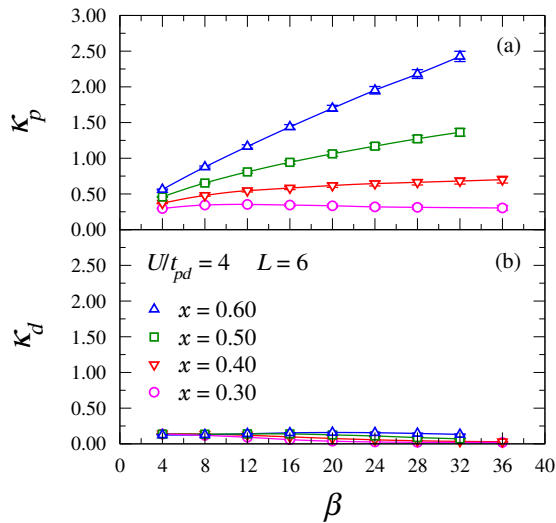 3.00
(a)
2.50
2.00
κp
1.50
1.00
0.50
0.00
U/tpd = 4 L = 6
(b)
2.50
2.00
κd
x = 0.60
1.50
x = 0.50
1.00
x = 0.40
0.50
x = 0.30
0.00
0 4 8 12 16 20 24 28 32 36 40
β